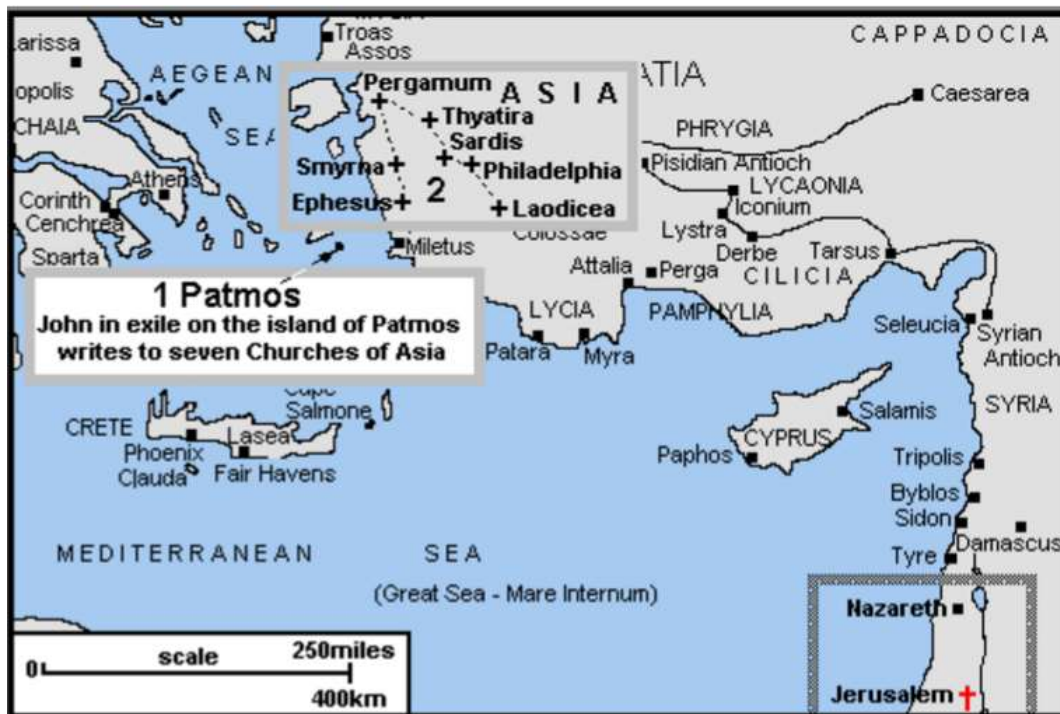 Troas
Assos
CAPPADOCIA
arissa
AEGEAN
SEA
opolis
CHAIA
Pergamum
ASIA
ATIA
Caesarea
Thyatira
Sardis
PHRYGIA
Smyrna
Philadelphia
Pisidian Antioch
Athens
2
LYCAONIA
Corinth
Cenchrea
Ephesus
Laodicea
Iconium
Colossae
Lystra
Derbe
Tarsus
Sparta
Miletus
Attalia
Perga
CILICIA
1 Patmos
John in exile on the island of Patmos
writes to seven Churches of Asia
LYCIA
PAMPHYLIA
Seleucia
Syrian
Antioch
Patara
Myra
Salmone
SYRIA
CRETE
Lasea
Salamis
CYPRUS
Phoenix
Clauda
Fair Havens
Paphos
Tripolis
Byblos
Sidon
Damascus
MEDITERRANEAN SEA
Tyre
(Great Sea - Mare Internum)
Nazareth
scale
250miles
0
400km
Jerusalem